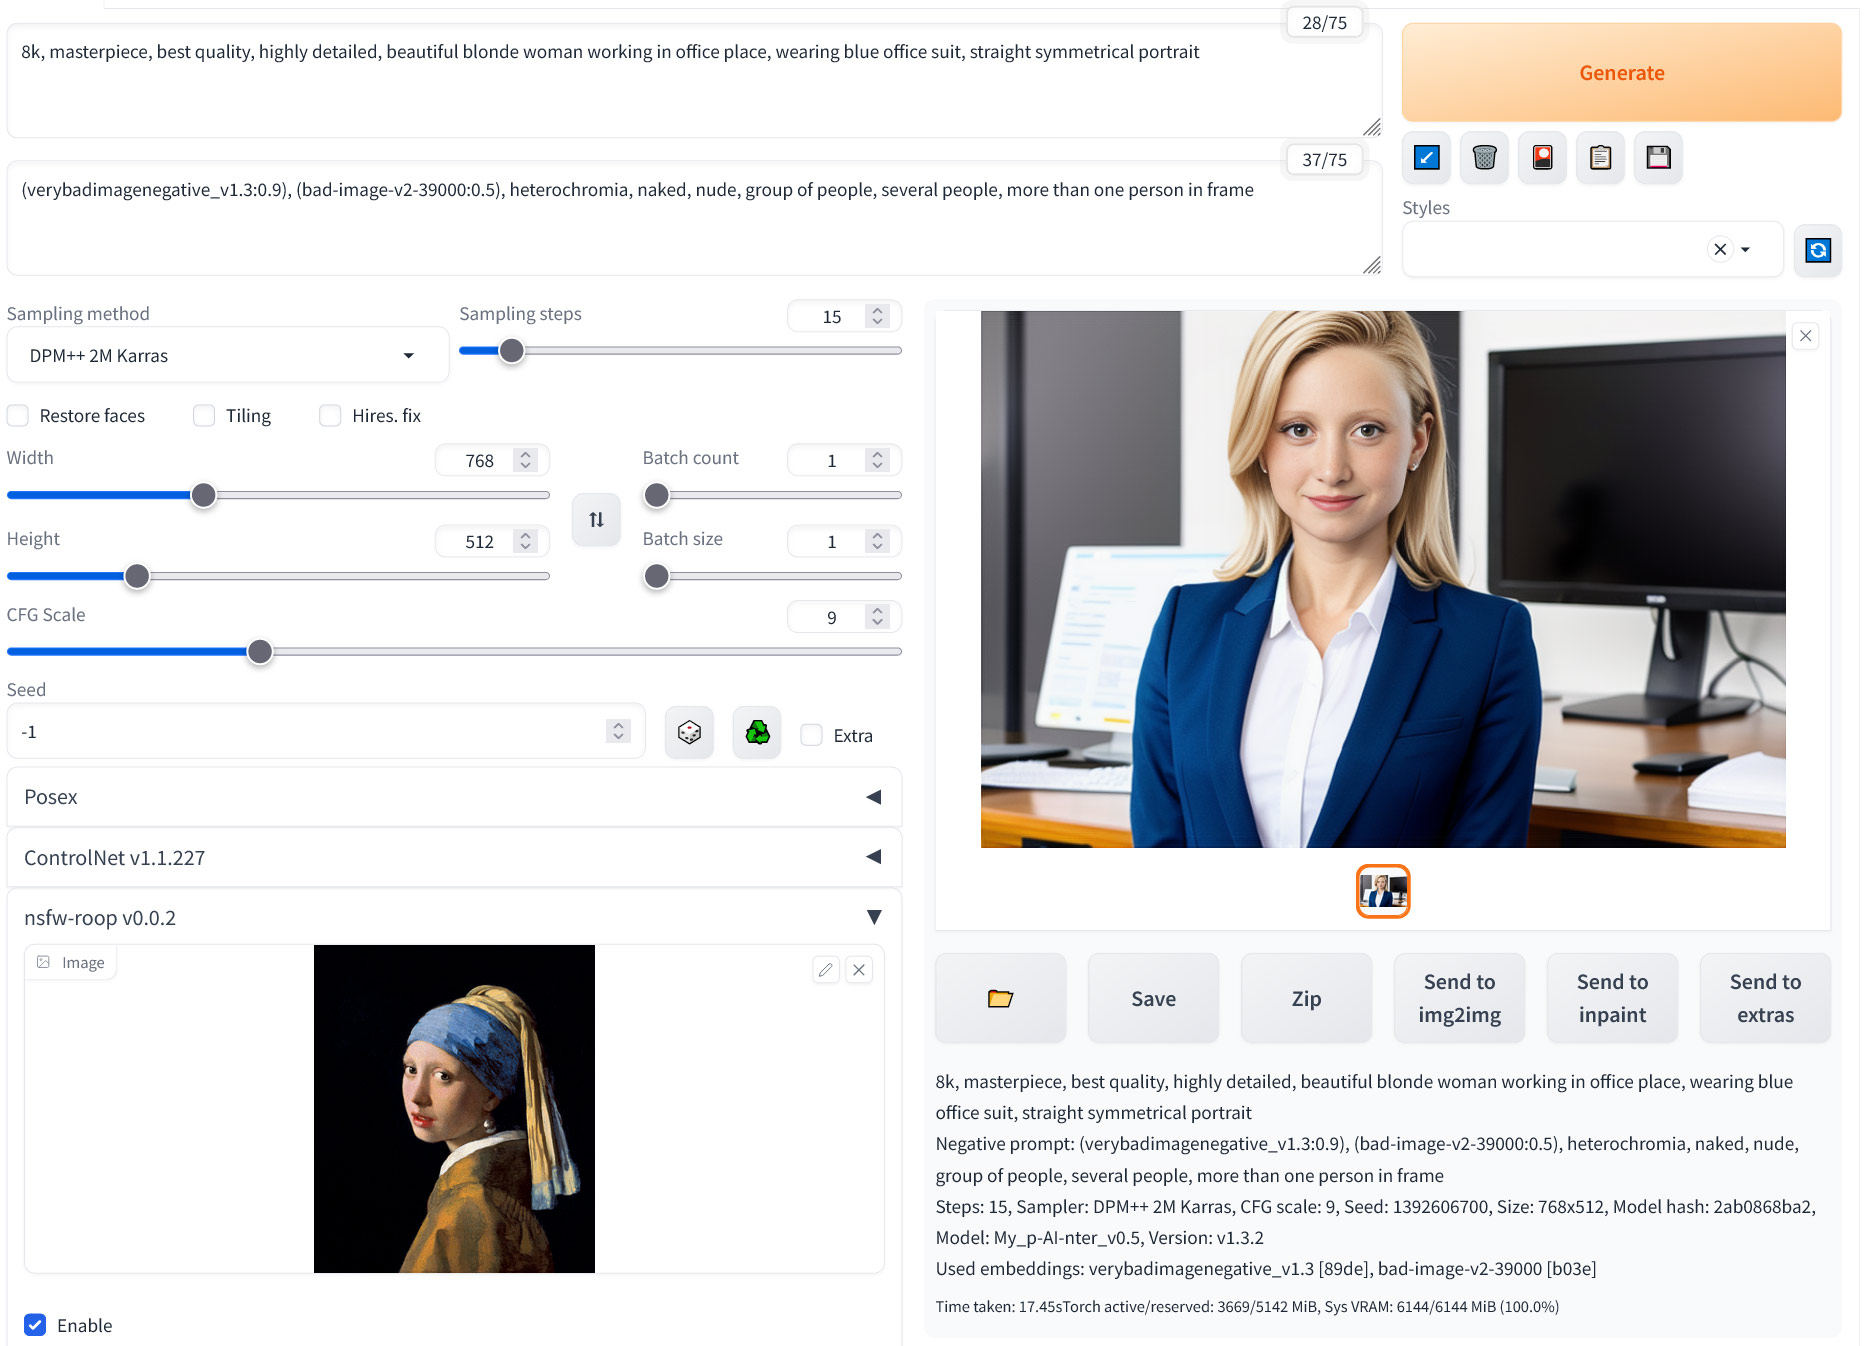 28/75
8k, masterpiece, best quality, highly detailed, beautiful blonde woman working in office place, wearing blue office suit, straight symmetrical portrait
Generate
37/75
(verybadimagenegative_v1.3:0.9), (bad-image-v2-39000:0.5), heterochromia, naked, nude, group of people, several people, more than one person in frame
Styles
Sampling method
Sampling steps
15
DPM++ 2M Karras
Restore faces
Tiling
Hires. fix
Width
768
Batch count
1
Height
512
Batch size
1
CFG Scale
9
Seed
-1
Extra
Posex
ControlNet v1.1.227
nsfw-roop v0.0.2
Image
Enable
Save
Zip
Send to
img2img
Send to
inpaint
Send to
extras
8k, masterpiece, best quality, highly detailed, beautiful blonde woman working in office place, wearing blue
office suit, straight symmetrical portrait
Negative prompt: (verybadimagenegative_v1.3:0.9), (bad-image-v2-39000:0.5), heterochromia, naked, nude,
group of people, several people, more than one person in frame
Steps: 15, Sampler: DPM++ 2M Karras, CFG scale: 9, Seed: 1392606700, Size: 768x512, Model hash: 2ab0868ba2,
Model: My_p-AI-nter_v0.5, Version: v1.3.2
Used embeddings: verybadimagenegative_v1.3 [89de], bad-image-v2-39000 [b03e]
Time taken: 17.45sTorch active/reserved: 3669/5142 MiB, Sys VRAM: 6144/6144 MiB (100.0%)